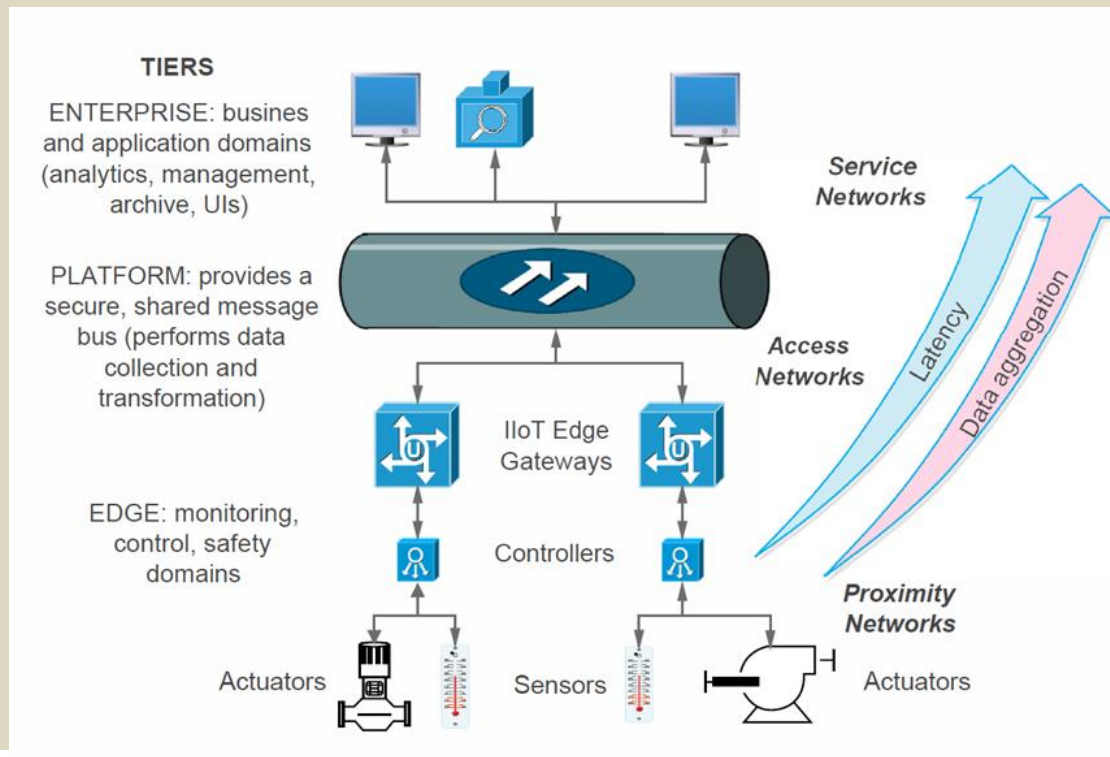 TIERS
ENTERPRISE: busines
and application domains
(analytics, management,
archive, UIs)
Service
Networks
PLATFORM: provides a
secure, shared message
bus (performs data
collection and
transformation)
Access
Networks
Latency
Data aggregation
IIoT Edge
Gateways
U
U
EDGE: monitoring,
control, safety
domains
Controllers
Proximity
Networks
Actuators
Sensors
Actuators